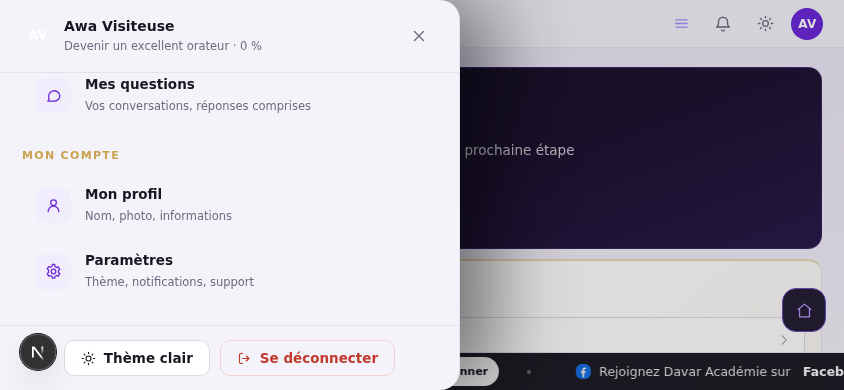 AV
Awa Visiteuse
Devenir un excellent orateur · 0 %
AV
Mes questions
Vos conversations, réponses comprises
prochaine étape
MON COMPTE
Mon profil
Nom, photo, informations
Paramètres
Thème, notifications, support
N
Thème clair
Se déconnecter
nner
Rejoignez Davar Académie sur Faceb